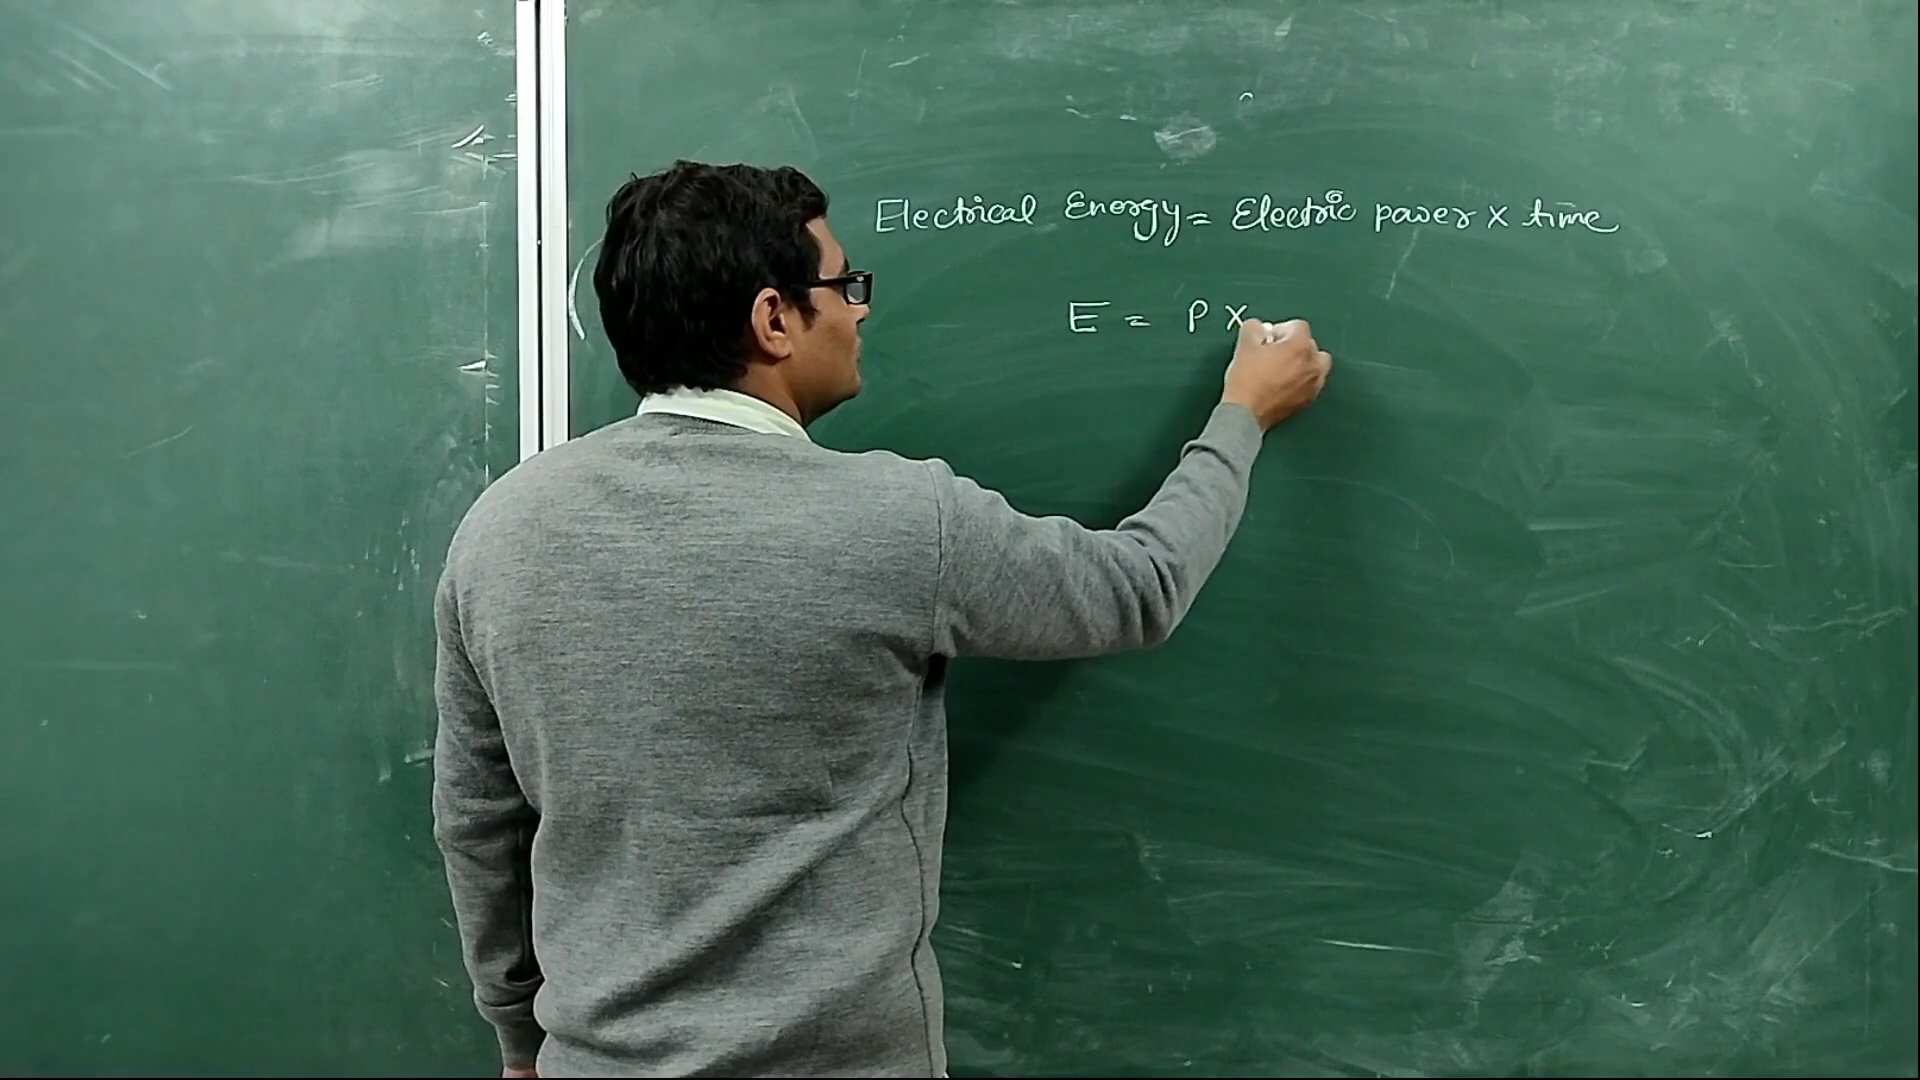 Electrical Energy = Electric power x time
E = P x